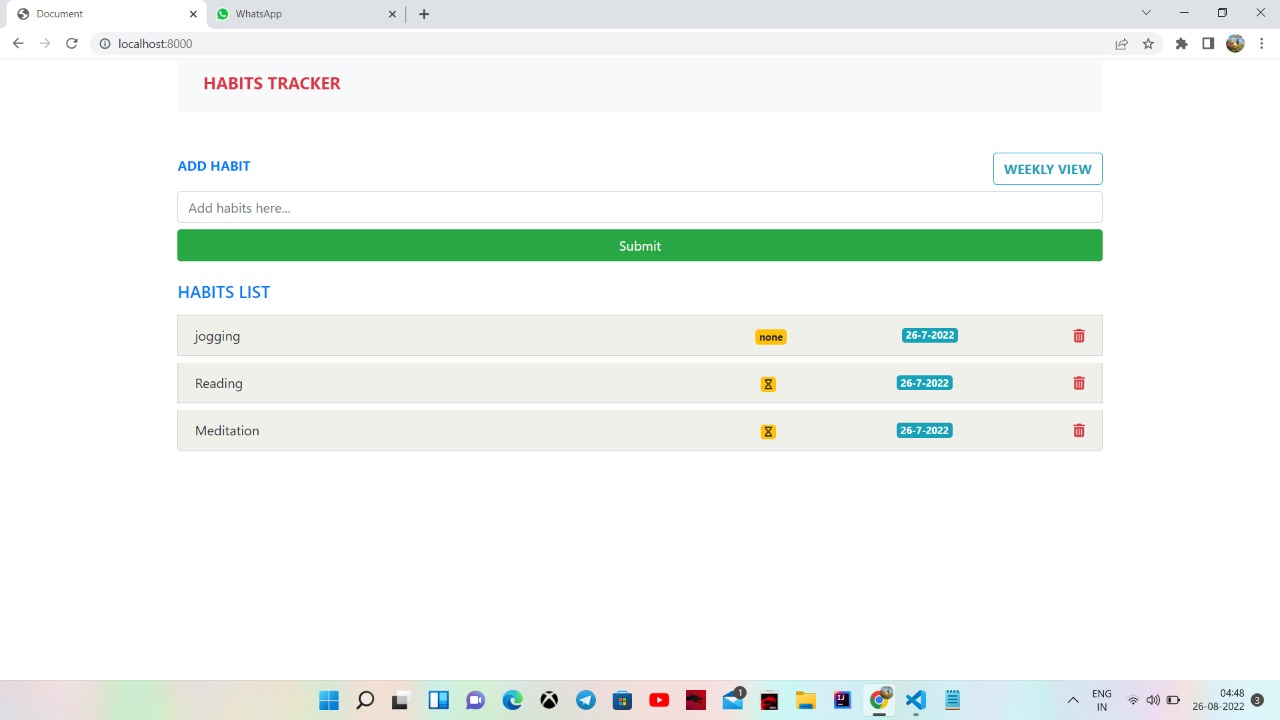 Document
WhatsApp
localhost:8000
HABITS TRACKER
ADD HABIT
WEEKLY VIEW
Add habits here...
Submit
HABITS LIST
jogging none 26-7-2022
Reading 26-7-2022
Meditation 26-7-2022
1
IJ
ENG
IN
04:48
26-08-2022
3